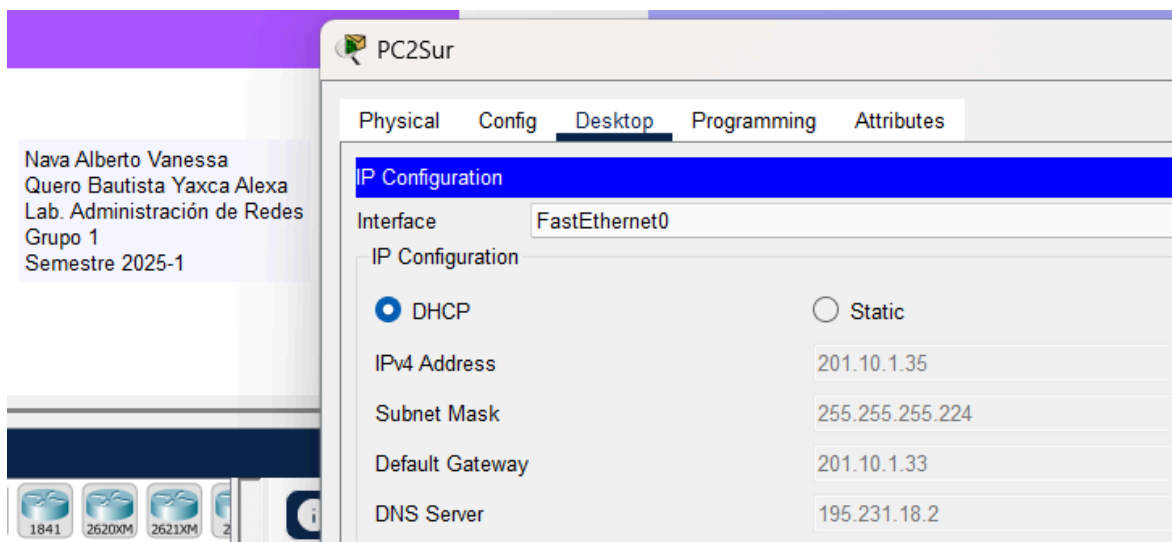 PC2Sur
Physical Config Desktop Programming Attributes
Nava Alberto Vanessa
Quero Bautista Yaxca Alexa
Lab. Administración de Redes
Grupo 1
Semestre 2025-1
IP Configuration
Interface FastEthernet0
IP Configuration
DHCP Static
IPv4 Address 201.10.1.35
Subnet Mask 255.255.255.224
Default Gateway 201.10.1.33
DNS Server 195.231.18.2
1841 2620XM 2621XM 2